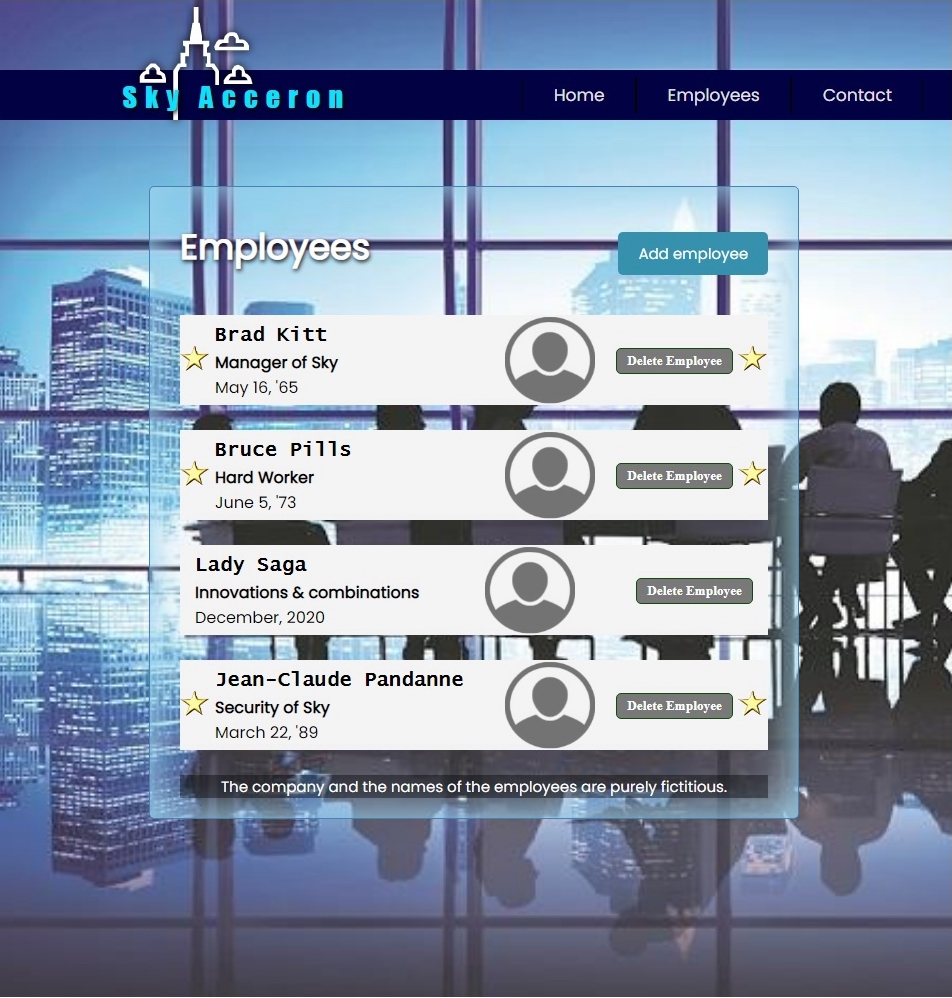 Sky Acceron
Home
Employees
Contact
Employees
Add employee
Brad Kitt
Manager of Sky
May 16, '65
Delete Employee
Bruce Pills
Hard Worker
June 5, '73
Delete Employee
Lady Saga
Innovations & combinations
December, 2020
Delete Employee
Jean-Claude Pandanne
Security of Sky
March 22, '89
Delete Employee
The company and the names of the employees are purely fictitious.